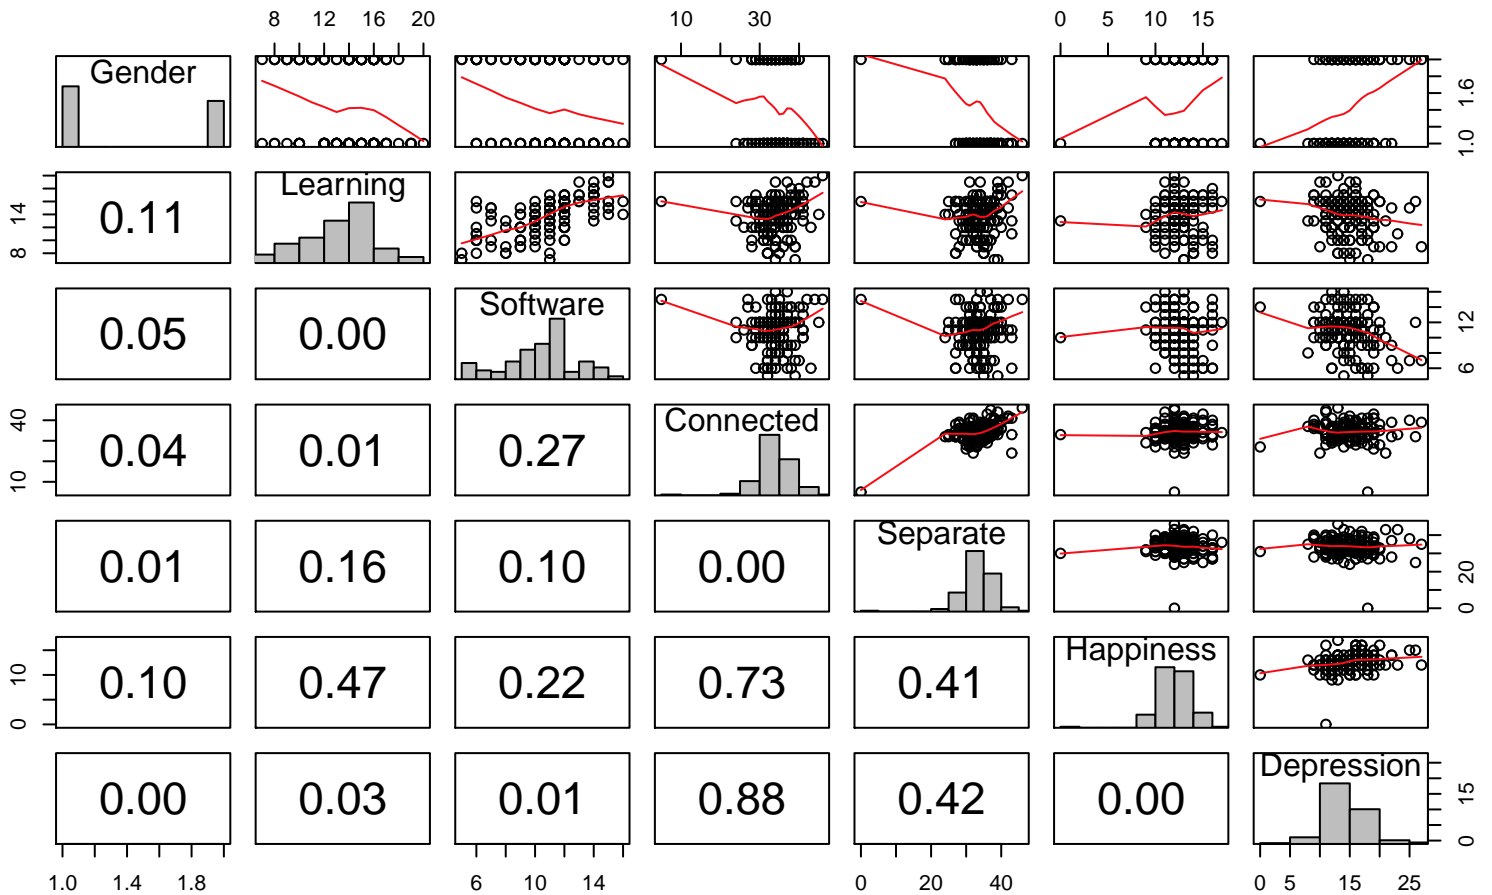 8 12 16 20 10 30 0 5 10 15
Gender
1.0 1.6
Learning
0.11
8 14
Software
0.05 0.00
6 12
Connected
0.04 0.01 0.27
10 40
Separate
0.01 0.16 0.10 0.00
0 20
Happiness
0.10 0.47 0.22 0.73 0.41
0 10
Depression
0.00 0.03 0.01 0.88 0.42 0.00
0 15
1.0 1.4 1.8 6 10 14 0 20 40 0 5 15 25